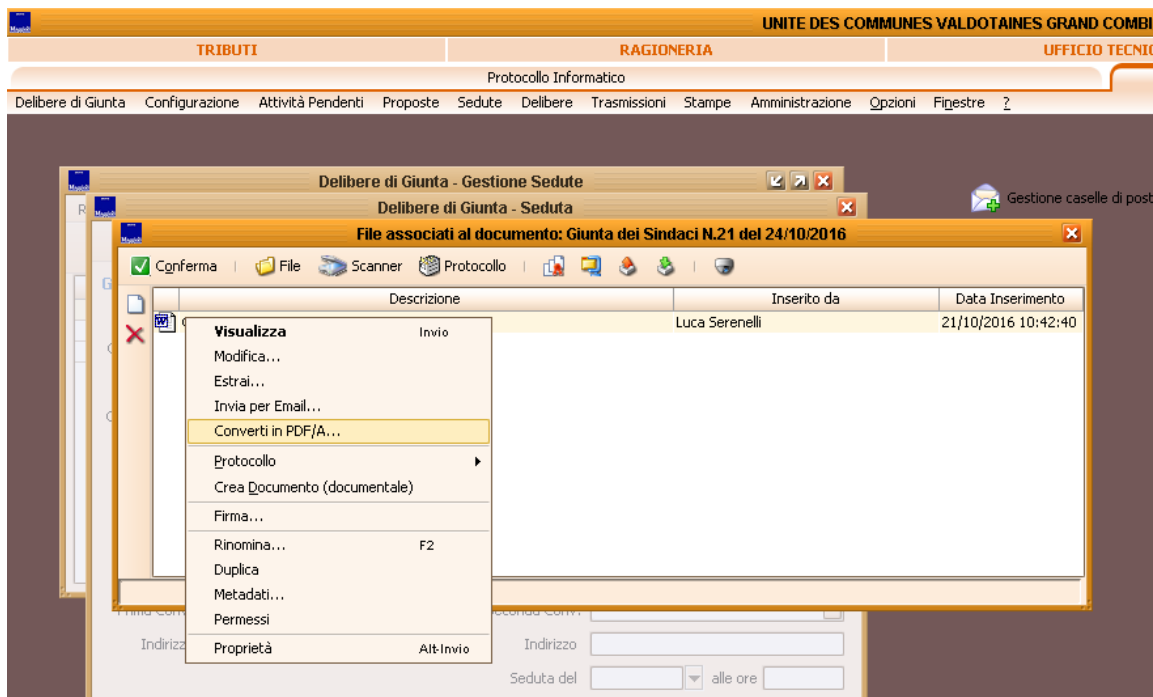 UNITE DES COMMUNES VALDOTAINES GRAND COMBI
TRIBUTI RAGIONERIA UFFICIO TECNIC
Protocollo Informatico
Delibere di Giunta Configurazione Attività Pendenti Proposte Sedute Delibere Trasmissioni Stampe Amministrazione Opzioni Finestre ?
Delibere di Giunta - Gestione Sedute
Gestione caselle di post
Delibere di Giunta - Seduta
File associati al documento: Giunta dei Sindaci N.21 del 24/10/2016
Conferma File Scanner Protocollo
Descrizione Inserito da Data Inserimento
Luca Serenelli 21/10/2016 10:42:40
Visualizza Invio
Modifica...
Estrai...
Invia per Email...
Converti in PDF/A...
Protocollo
Crea Documento (documentale)
Firma...
Rinomina... F2
Duplica
Metadati...
Permessi
Proprietà Alt-Invio
Indirizz Indirizzo
Seduta del alle ore